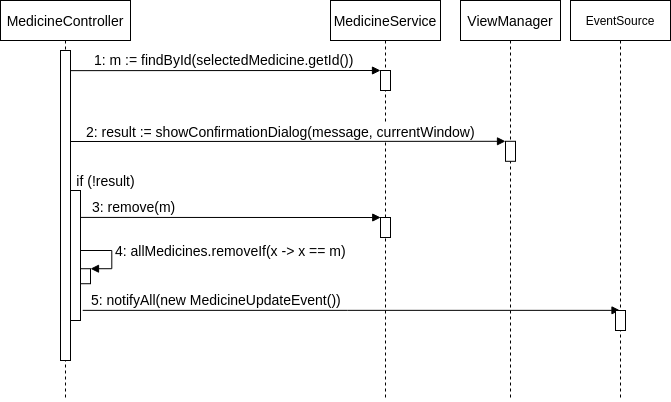 MedicineController
MedicineService
ViewManager
EventSource
1: m := findById(selectedMedicine.getId())
2: result := showConfirmationDialog(message, currentWindow)
if (!result)
3: remove(m)
4: allMedicines.removeIf(x -> x == m)
5: notifyAll(new MedicineUpdateEvent())